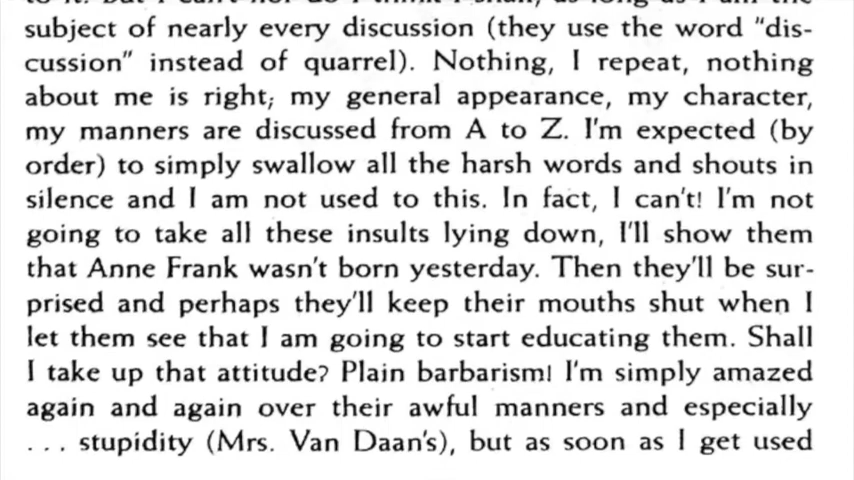 subject of nearly every discussion (they use the word "dis-
cussion" instead of quarrel). Nothing, I repeat, nothing
about me is right; my general appearance, my character,
my manners are discussed from A to Z. I'm expected (by
order) to simply swallow all the harsh words and shouts in
silence and I am not used to this. In fact, I can't! I'm not
going to take all these insults lying down, I'll show them
that Anne Frank wasn't born yesterday. Then they'll be sur-
prised and perhaps they'll keep their mouths shut when I
let them see that I am going to start educating them. Shall
I take up that attitude? Plain barbarism! I'm simply amazed
again and again over their awful manners and especially
. . . stupidity (Mrs. Van Daan's), but as soon as I get used